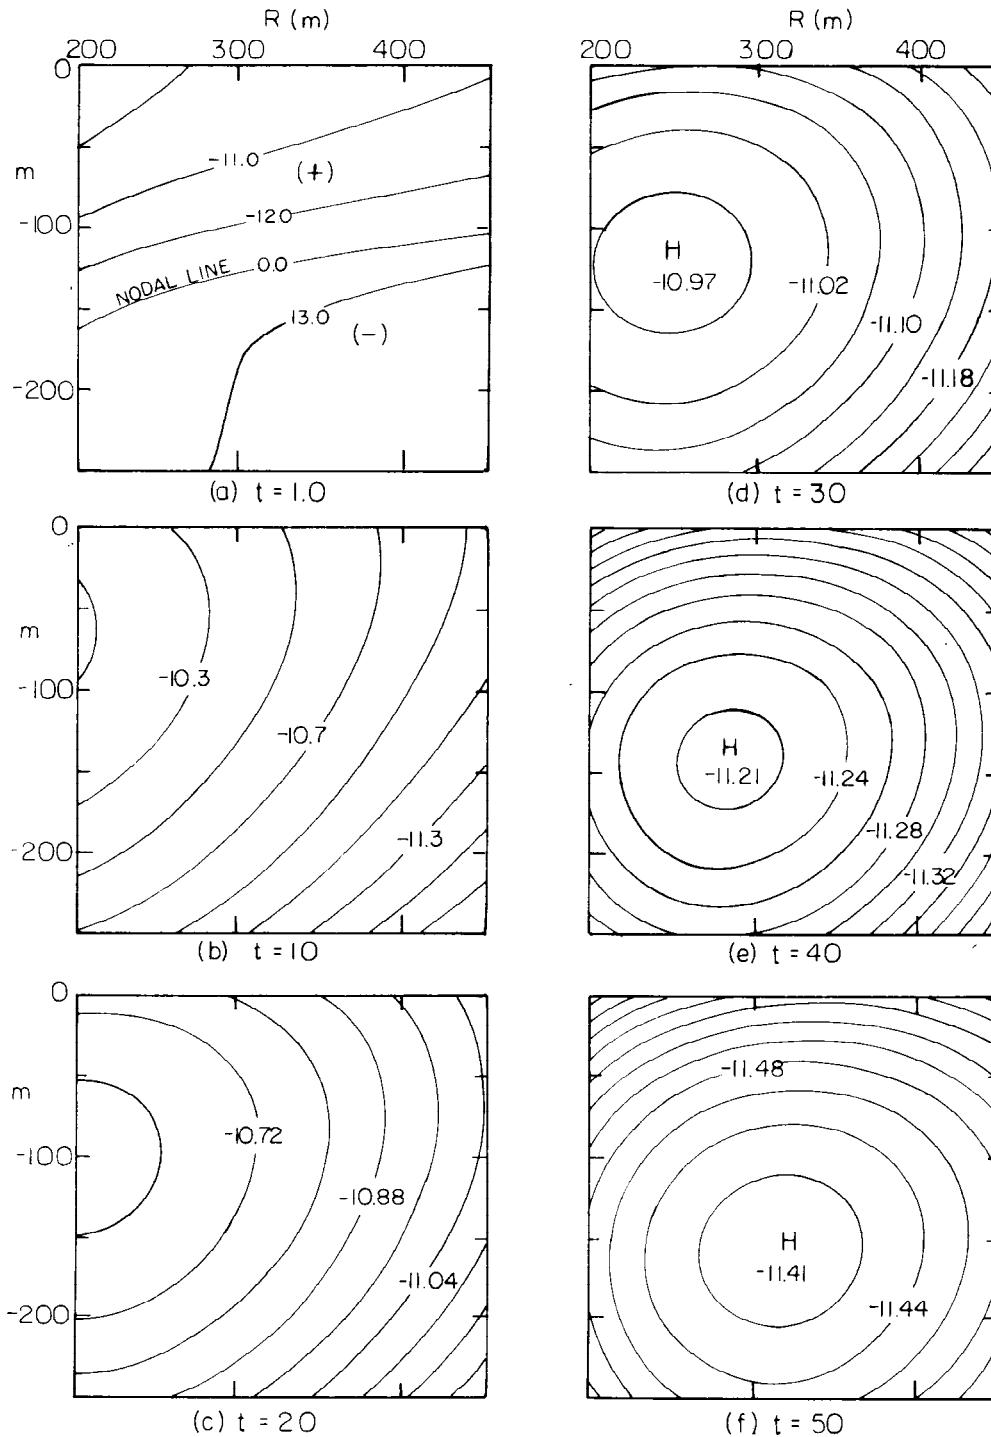 R (m)
200 300 400
0
-11.0
(+)
m
-100
-12.0
0.0
NODAL LINE
13.0
(-)
-200
(a) t = 1.0
0
m
-10.3
-100
-10.7
-11.3
-200
(b) t = 10
0
m
-10.72
-100
-10.88
-11.04
-200
(c) t = 20
R (m)
200 300 400
H
-10.97
-11.02
-11.10
-11.18
(d) t = 30
H
-11.21
-11.24
-11.28
-11.32
(e) t = 40
-11.48
H
-11.41
-11.44
(f) t = 50